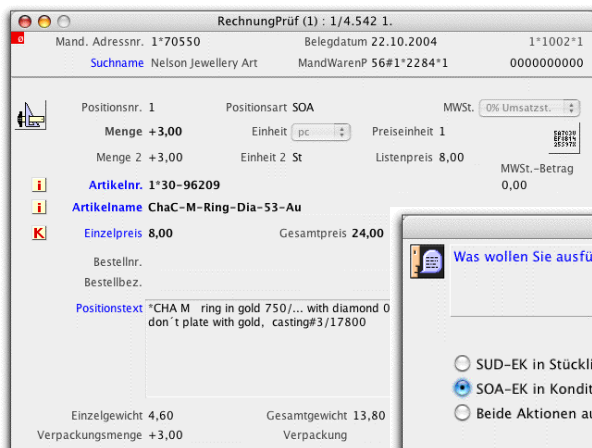 RechnungPrüf (1) : 1/4.542 1.
Mand. Adressnr. 1*70550 Belegdatum 22.10.2004 1*1002*1
Suchname Nelson Jewellery Art MandWarenP 56#1*2284*1 0000000000
Positionsnr. 1 Positionsart SOA MWSt. 0% Umsatzst.
Menge +3,00 Einheit pc Preiseinheit 1
Menge 2 +3,00 Einheit 2 St Listenpreis 8,00
MWSt.-Betrag
0,00
Artikelnr. 1*30-96209
Artikelname ChaC-M-Ring-Dia-53-Au
Einzelpreis 8,00 Gesamtpreis 24,00
Bestellnr.
Bestellbez.
Positionstext *CHA M ring in gold 750/... with diamond 0
don´t plate with gold, casting#3/17800
Einzelgewicht 4,60 Gesamtgewicht 13,80
Verpackungsmenge +3,00 Verpackung
Was wollen Sie ausfü
SUD-EK in Stückli
SOA-EK in Kondit
Beide Aktionen au